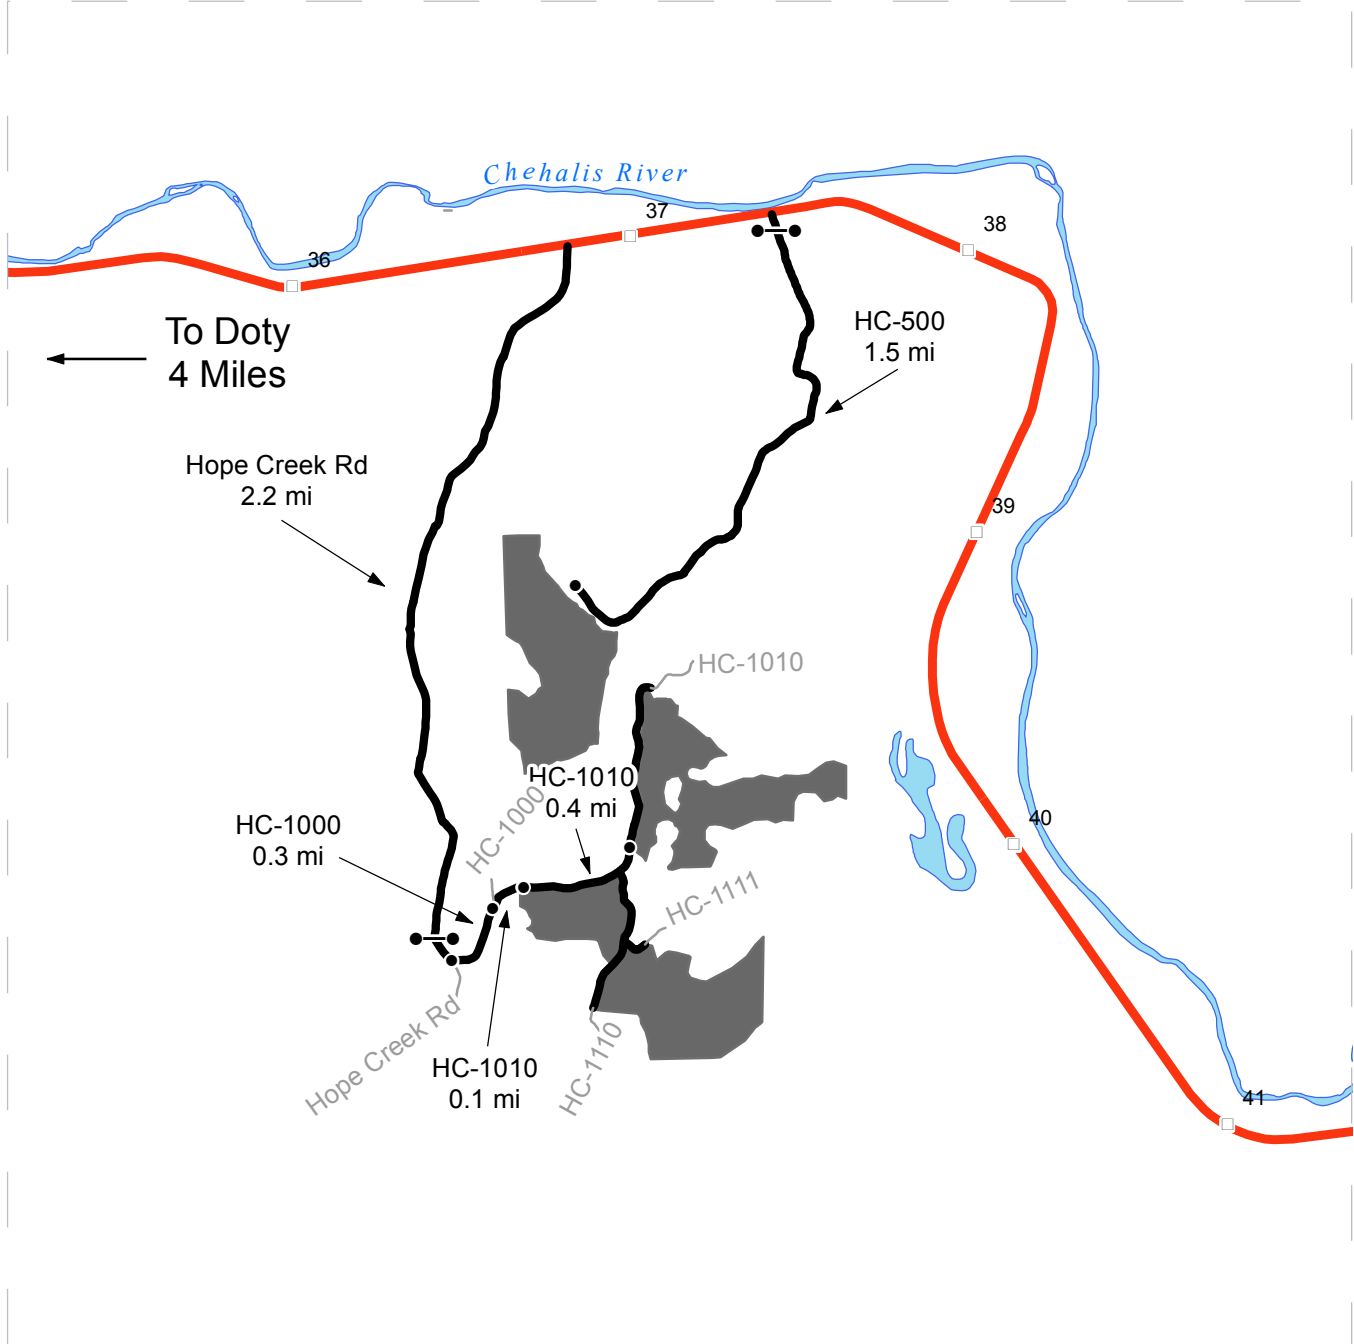 Chehalis River
37
38
36
To Doty
4 Miles
HC-500
1.5 mi
Hope Creek Rd
2.2 mi
39
HC-1010
HC-1010
0.4 mi
HC-1000
HC-1000
0.3 mi
40
HC-1111
Hope Creek Rd
HC-1110
HC-1010
0.1 mi
41